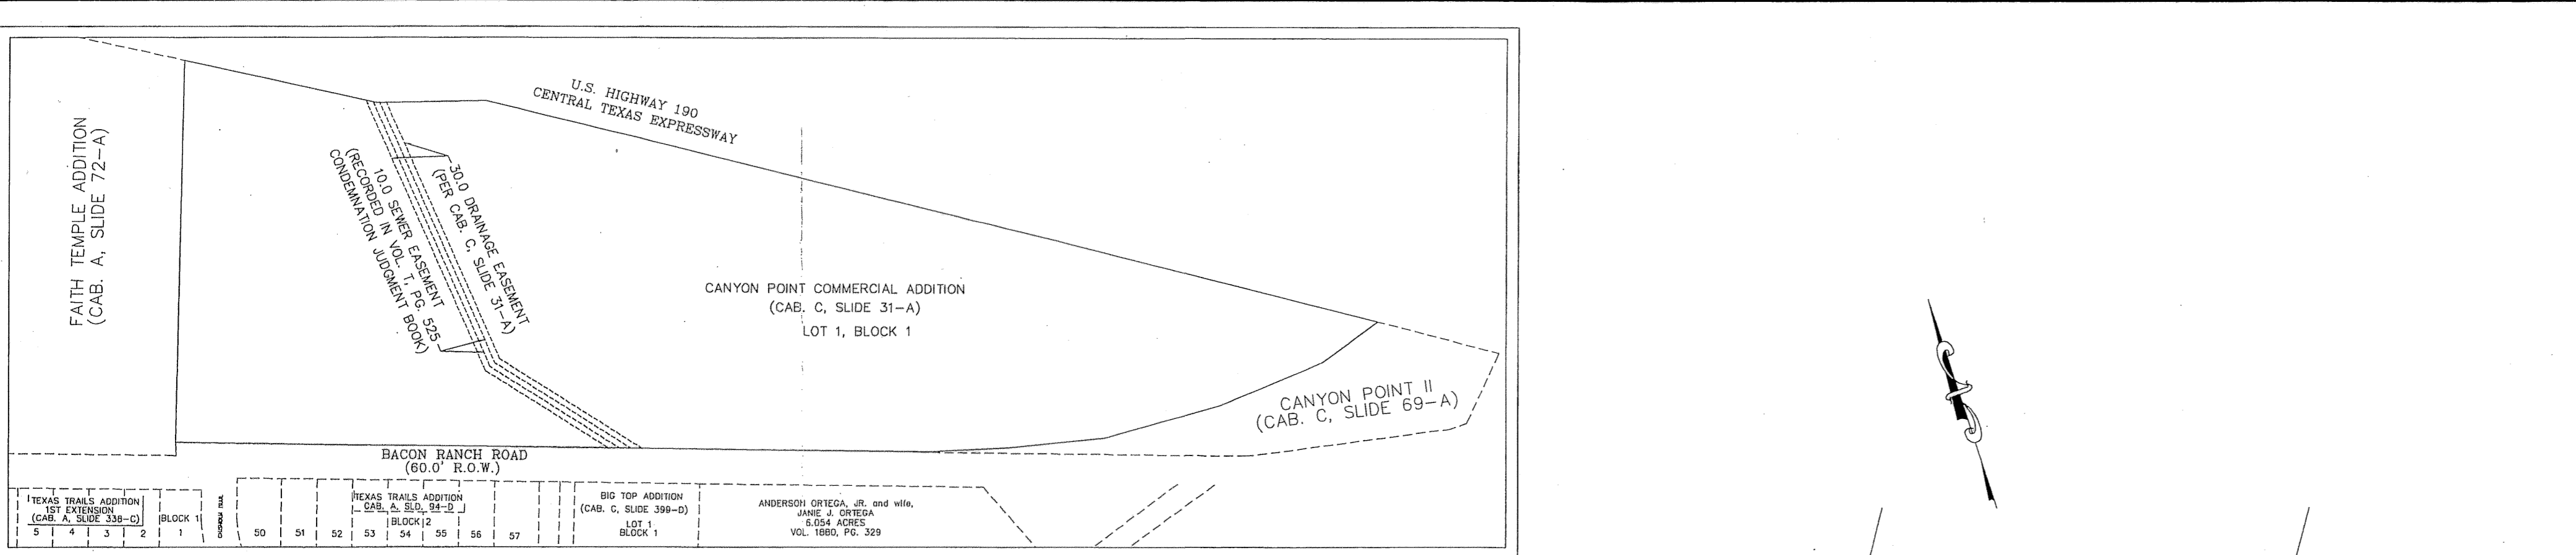 U.S. HIGHWAY 190
CENTRAL TEXAS EXPRESSWAY
FAITH TEMPLE ADDITION
(CAB. A, SLIDE 72-A)
30.0 DRAINAGE EASEMENT
(PER CAB. C, SLIDE 31-A)
10.0 SEWER EASEMENT
(RECORDED IN VOL. T, PG. 525
CONDEMNATION JUDGMENT BOOK)
CANYON POINT COMMERCIAL ADDITION
(CAB. C, SLIDE 31-A)
LOT 1, BLOCK 1
CANYON POINT II
(CAB. C, SLIDE 69-A)
BACON RANCH ROAD
(60.0' R.O.W.)
TEXAS TRAILS ADDITION
1ST EXTENSION
(CAB. A, SLIDE 338-C)
5 4 3 2
BLOCK 1
1
CHISHOLM TRAIL
TEXAS TRAILS ADDITION
CAB. A, SLD. 94-D
BLOCK 2
50 51 52 53 54 55 56 57
BIG TOP ADDITION
(CAB. C, SLIDE 399-D)
LOT 1
BLOCK 1
ANDERSON ORTEGA, JR. and wife,
JANIE J. ORTEGA
6.054 ACRES
VOL. 1880, PG. 329